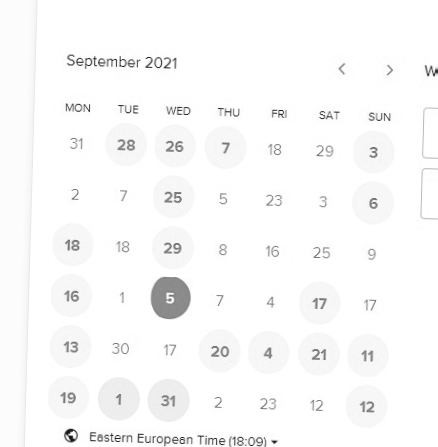 September 2021
W
MON TUE WED THU FRI SAT SUN
31 28 26 7 18 29 3
2 7 25 5 23 3 6
18 18 29 8 16 25 9
16 1 5 7 4 17 17
13 30 17 20 4 21 11
19 1 31 2 23 12 12
Eastern European Time (18:09)